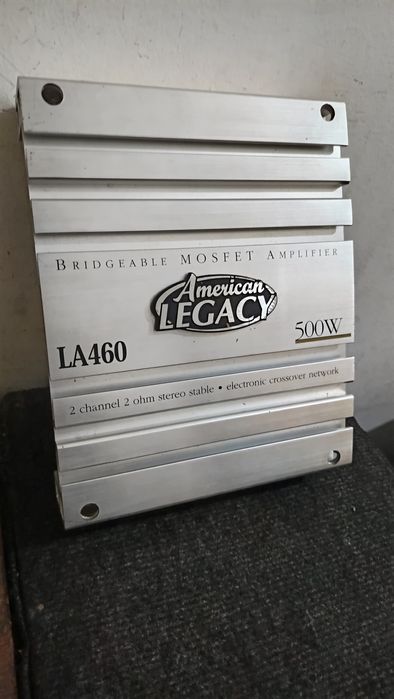 BRIDGEABLE MOSFET AMPLIFIER
American
LEGACY
500W
LA460
2 channel 2 ohm stereo stable • electronic crossover network